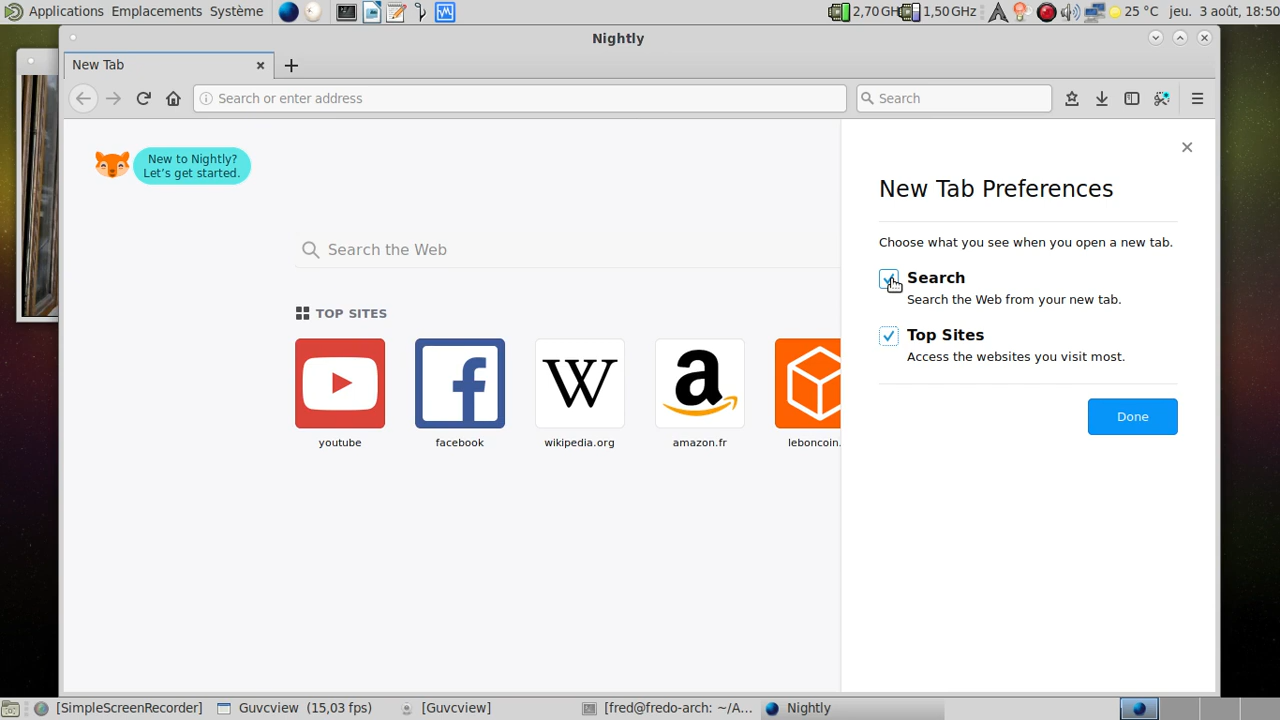 Applications Emplacements Système 2,70 GH 1,50 GHz 25 °C jeu. 3 août, 18:50
Nightly
New Tab
Search or enter address
Search
New to Nightly?
Let's get started.
New Tab Preferences
Choose what you see when you open a new tab.
Search
Search the Web from your new tab.
Search the Web
TOP SITES
Top Sites
Access the websites you visit most.
Done
W a
youtube facebook wikipedia.org amazon.fr leboncoin.
[SimpleScreenRecorder] Guvcview (15,03 fps) [Guvcview] [fred@fredo-arch: ~/A... Nightly